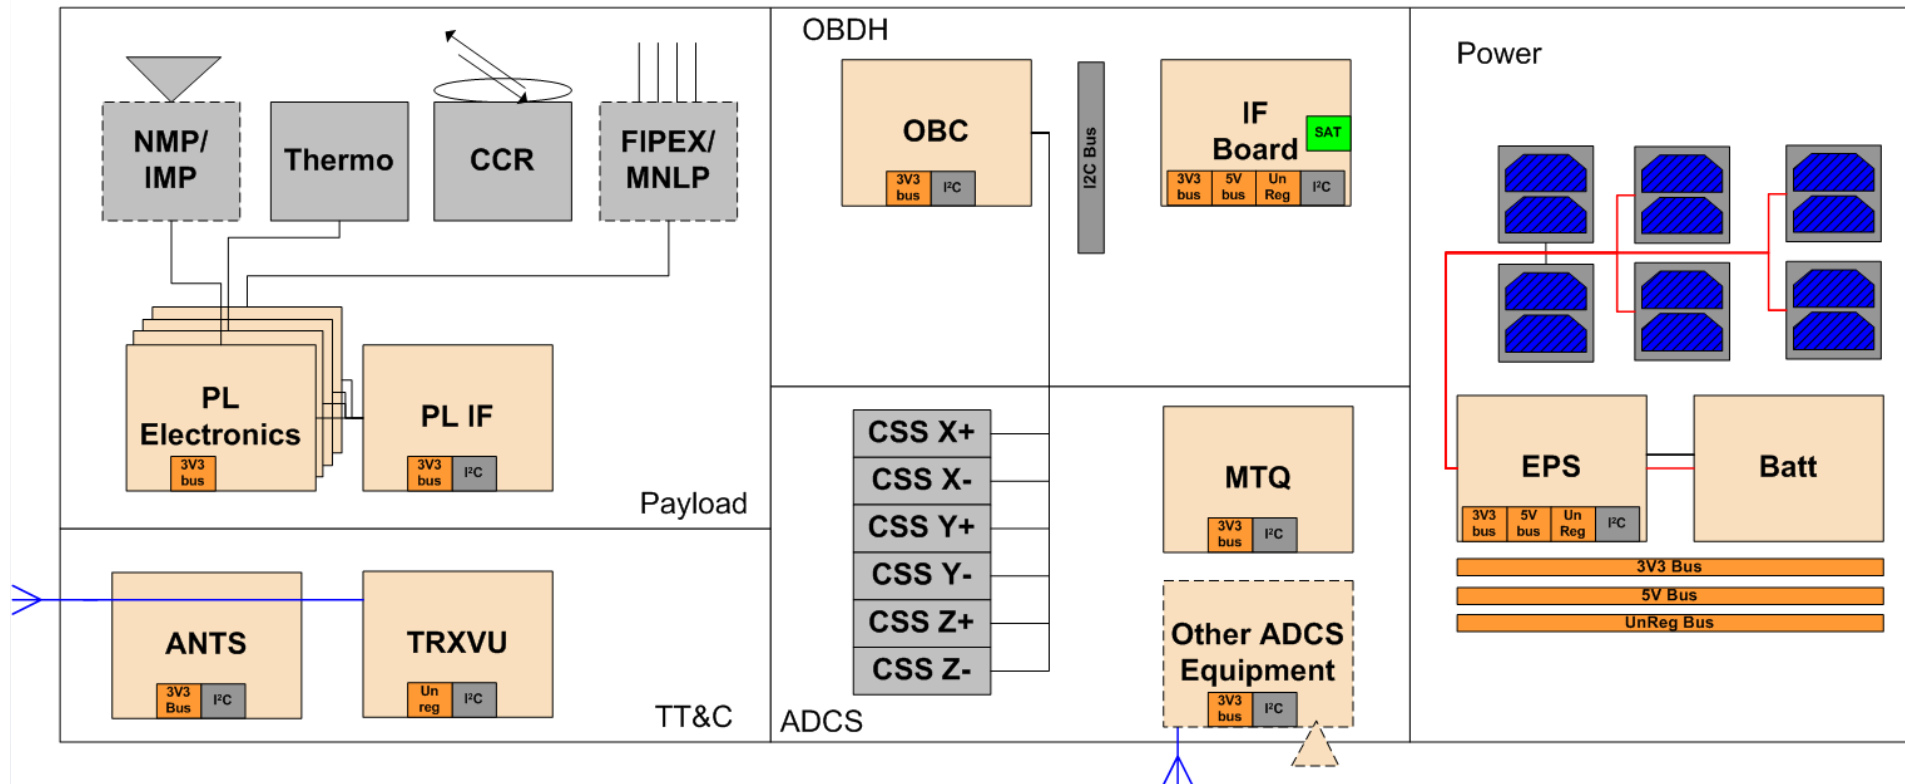 NMP/
IMP
Thermo
CCR
FIPEX/
MNLP
PL
Electronics
3V3
bus
PL IF
3V3
bus
I²C
Payload
ANTS
3V3
Bus
I²C
TRXVU
Un
reg
I²C
TT&C
OBDH
OBC
3V3
bus
I²C
I2C Bus
IF
Board
SAT
3V3
bus
5V
bus
Un
Reg
I²C
CSS X+
CSS X-
CSS Y+
CSS Y-
CSS Z+
CSS Z-
ADCS
MTQ
3V3
bus
I²C
Other ADCS
Equipment
3V3
bus
I²C
Power
EPS
3V3
bus
5V
bus
Un
Reg
I²C
Batt
3V3 Bus
5V Bus
UnReg Bus